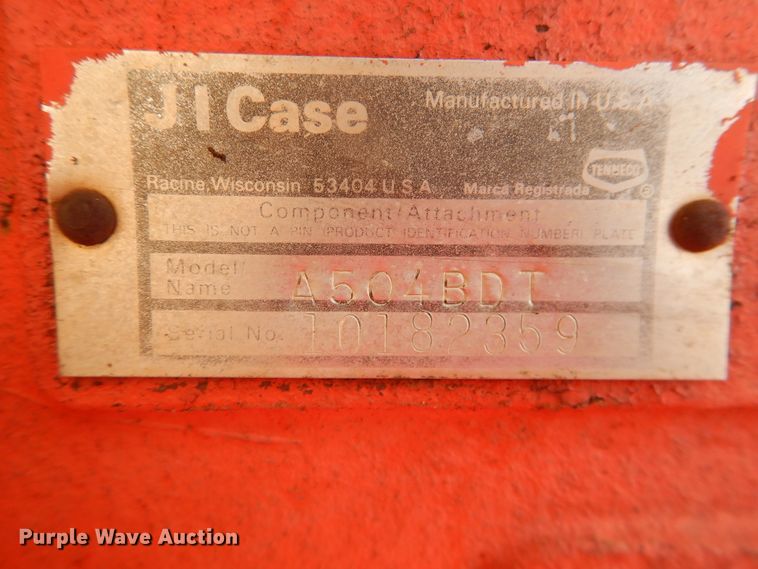 J I Case
Manufactured in U.S.A
TENNECO
Racine, Wisconsin 53404 U.S.A
Marca Registrada ®
Component/Attachment
THIS IS NOT A PIN (PRODUCT IDENTIFICATION NUMBER) PLATE
Model/
Name A504BDT
Serial No. 10182359
Purple Wave Auction